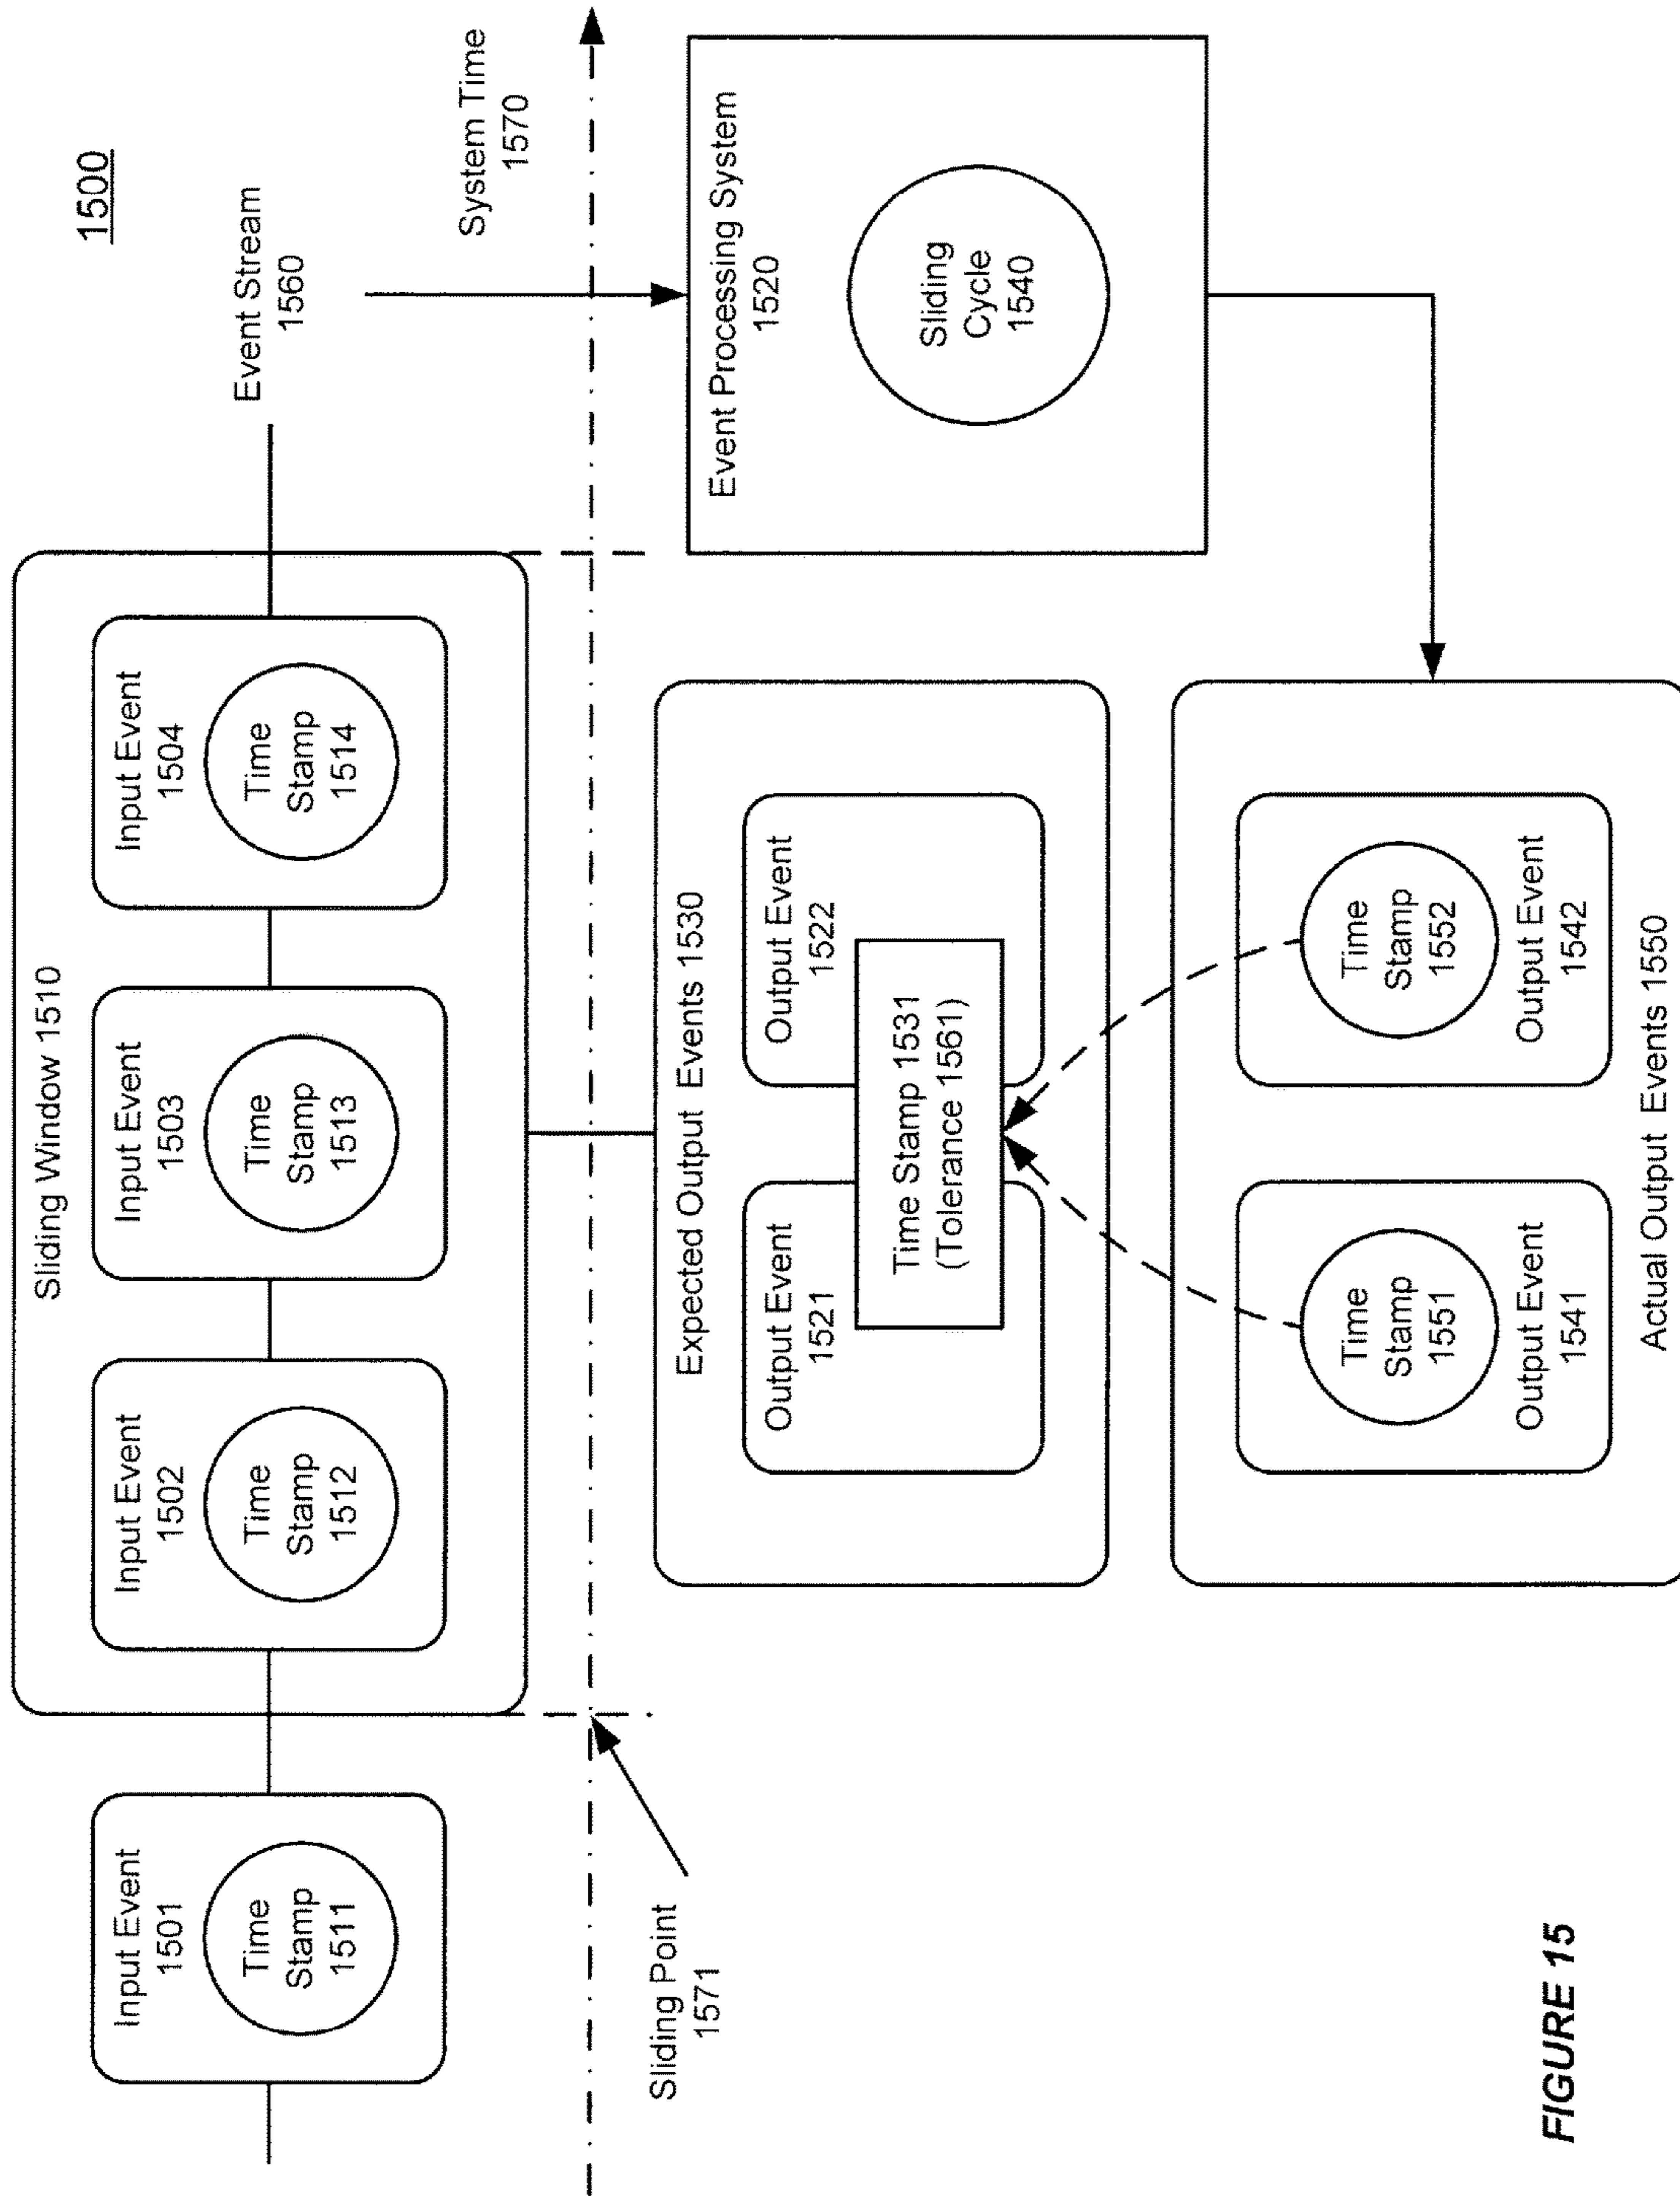 1500
Sliding Window 1510
Input Event
1501
Time
Stamp
1511
Input Event
1502
Time
Stamp
1512
Input Event
1503
Time
Stamp
1513
Input Event
1504
Time
Stamp
1514
Event Stream
1560
System Time
1570
Sliding Point
1571
Expected Output Events 1530
Output Event
1521
Output Event
1522
Time Stamp 1531
(Tolerance 1561)
Event Processing System
1520
Sliding
Cycle
1540
Time
Stamp
1551
Output Event
1541
Time
Stamp
1552
Output Event
1542
Actual Output Events 1550
FIGURE 15